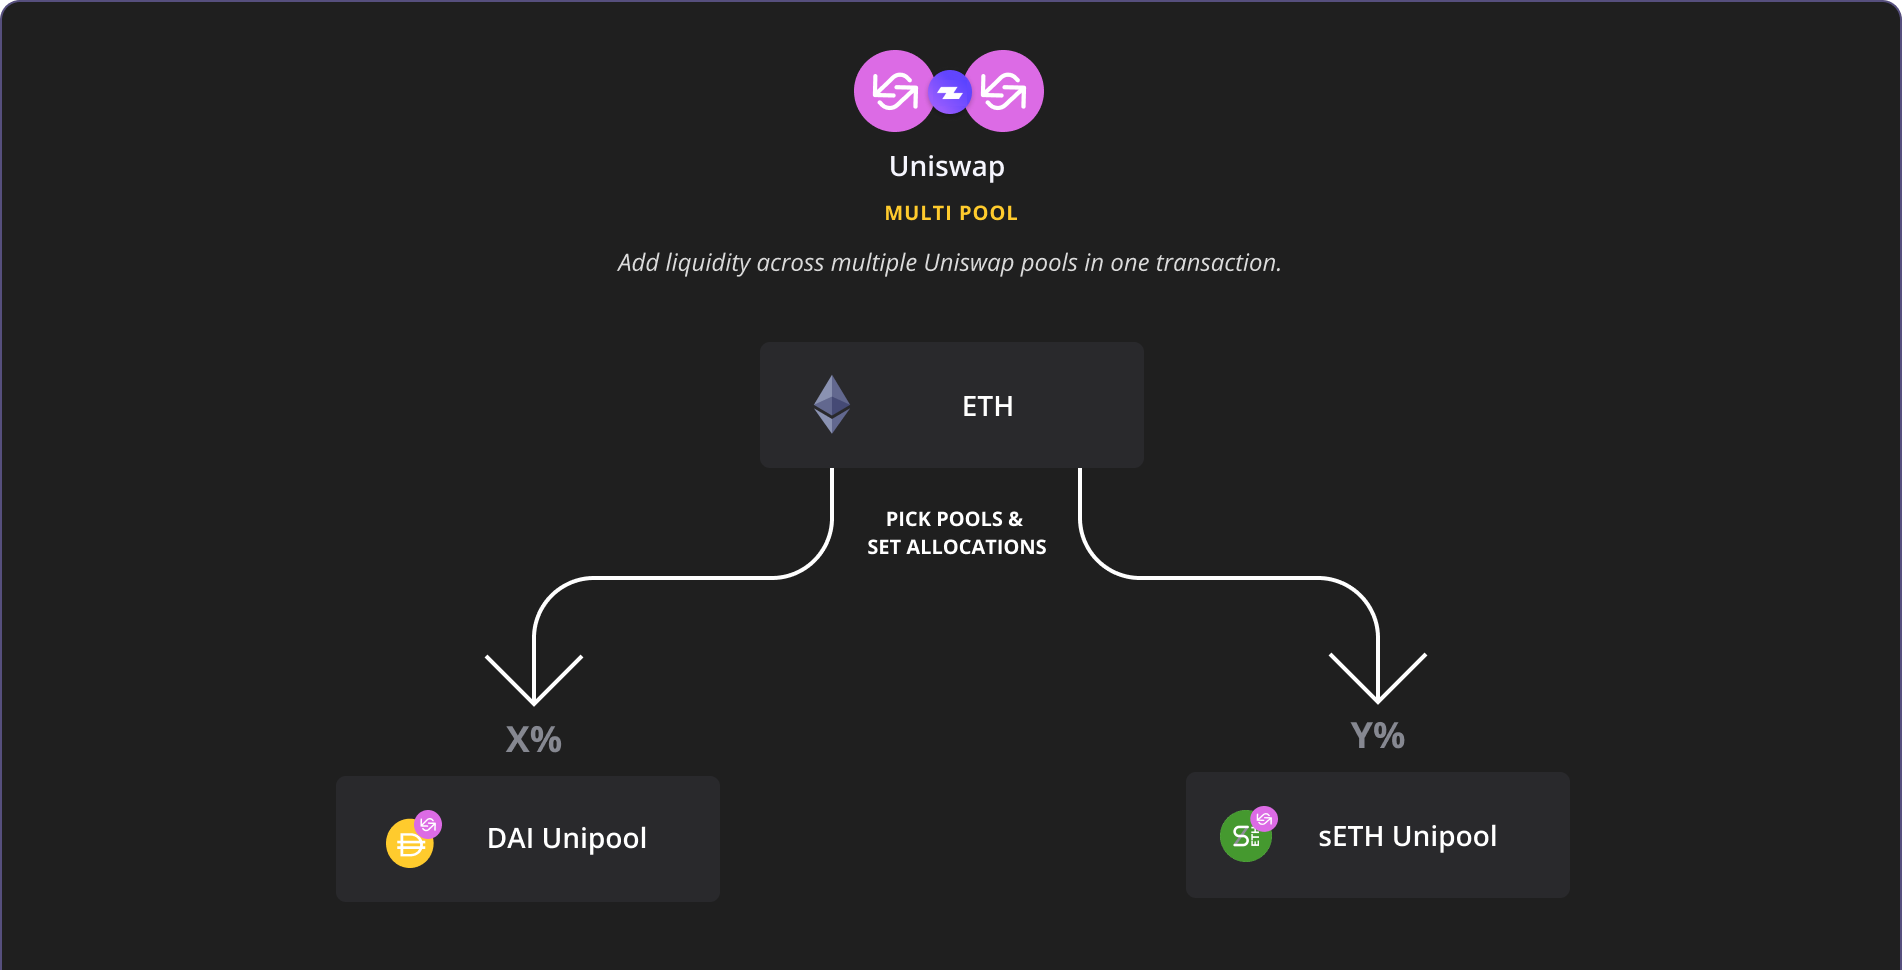 Uniswap
MULTI POOL
Add liquidity across multiple Uniswap pools in one transaction.
ETH
PICK POOLS &
SET ALLOCATIONS
X%
Y%
DAI Unipool
S ETH
sETH Unipool